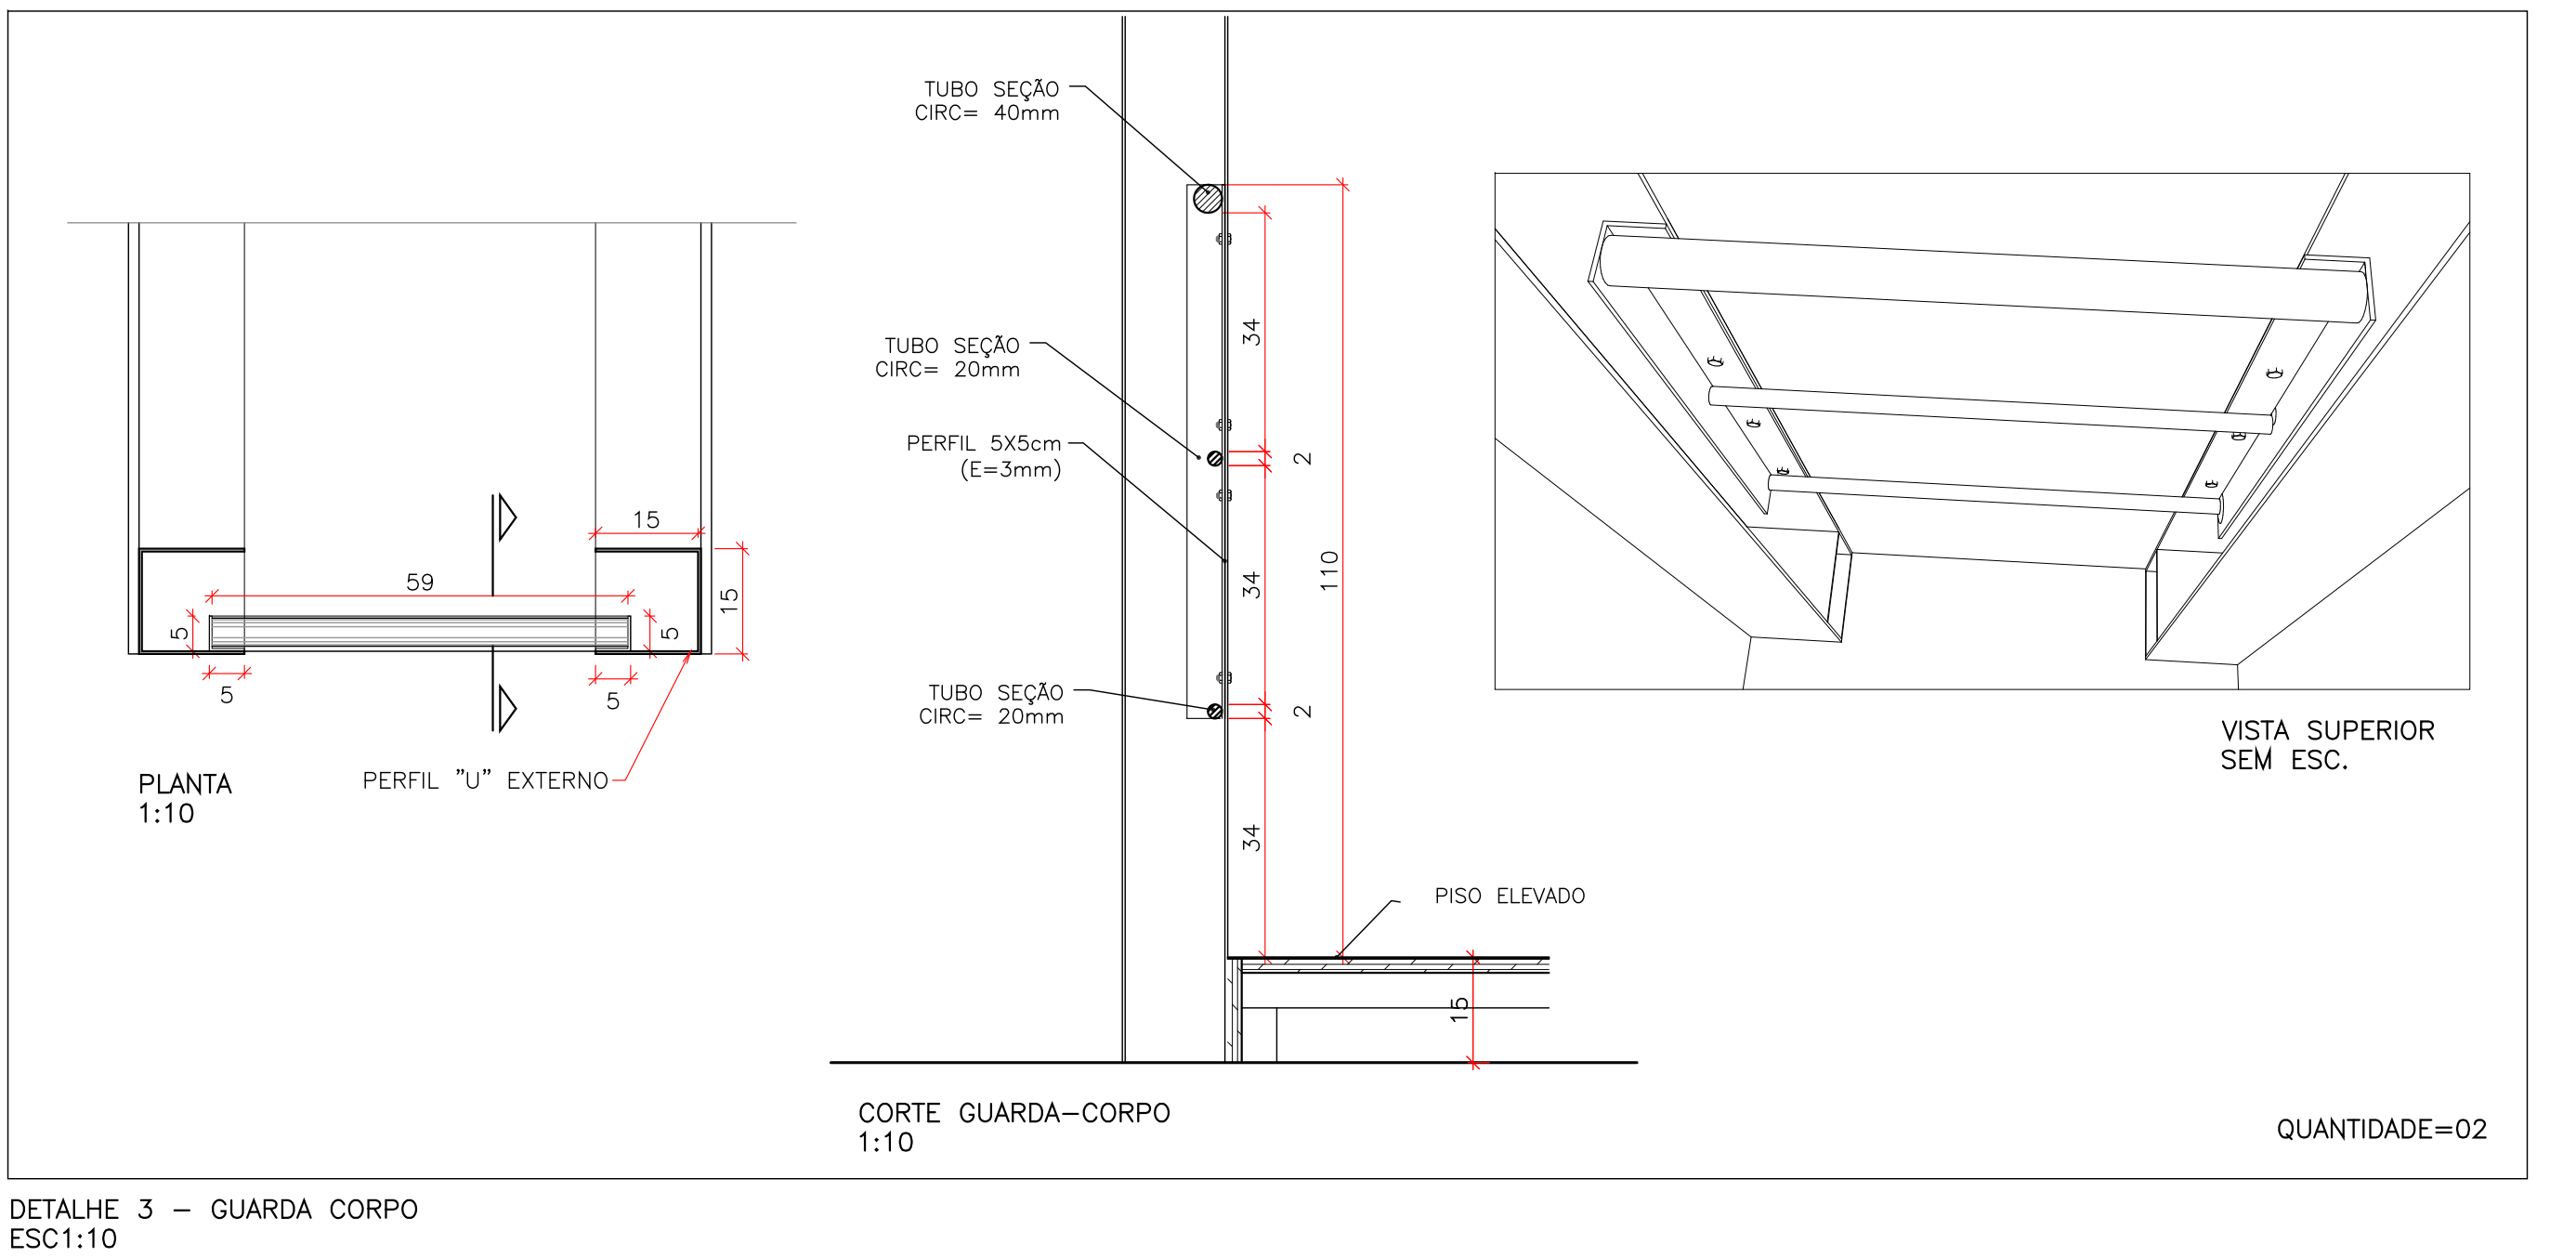 TUBO SEÇÃO
CIRC= 40mm
TUBO SEÇÃO
CIRC= 20mm
PERFIL 5X5cm
(E=3mm)
TUBO SEÇÃO
CIRC= 20mm
34
2
34
110
2
34
PISO ELEVADO
15
CORTE GUARDA-CORPO
1:10
15
59
15
5
5
5
5
PERFIL "U" EXTERNO
PLANTA
1:10
VISTA SUPERIOR
SEM ESC.
QUANTIDADE=02
DETALHE 3 - GUARDA CORPO
ESC1:10